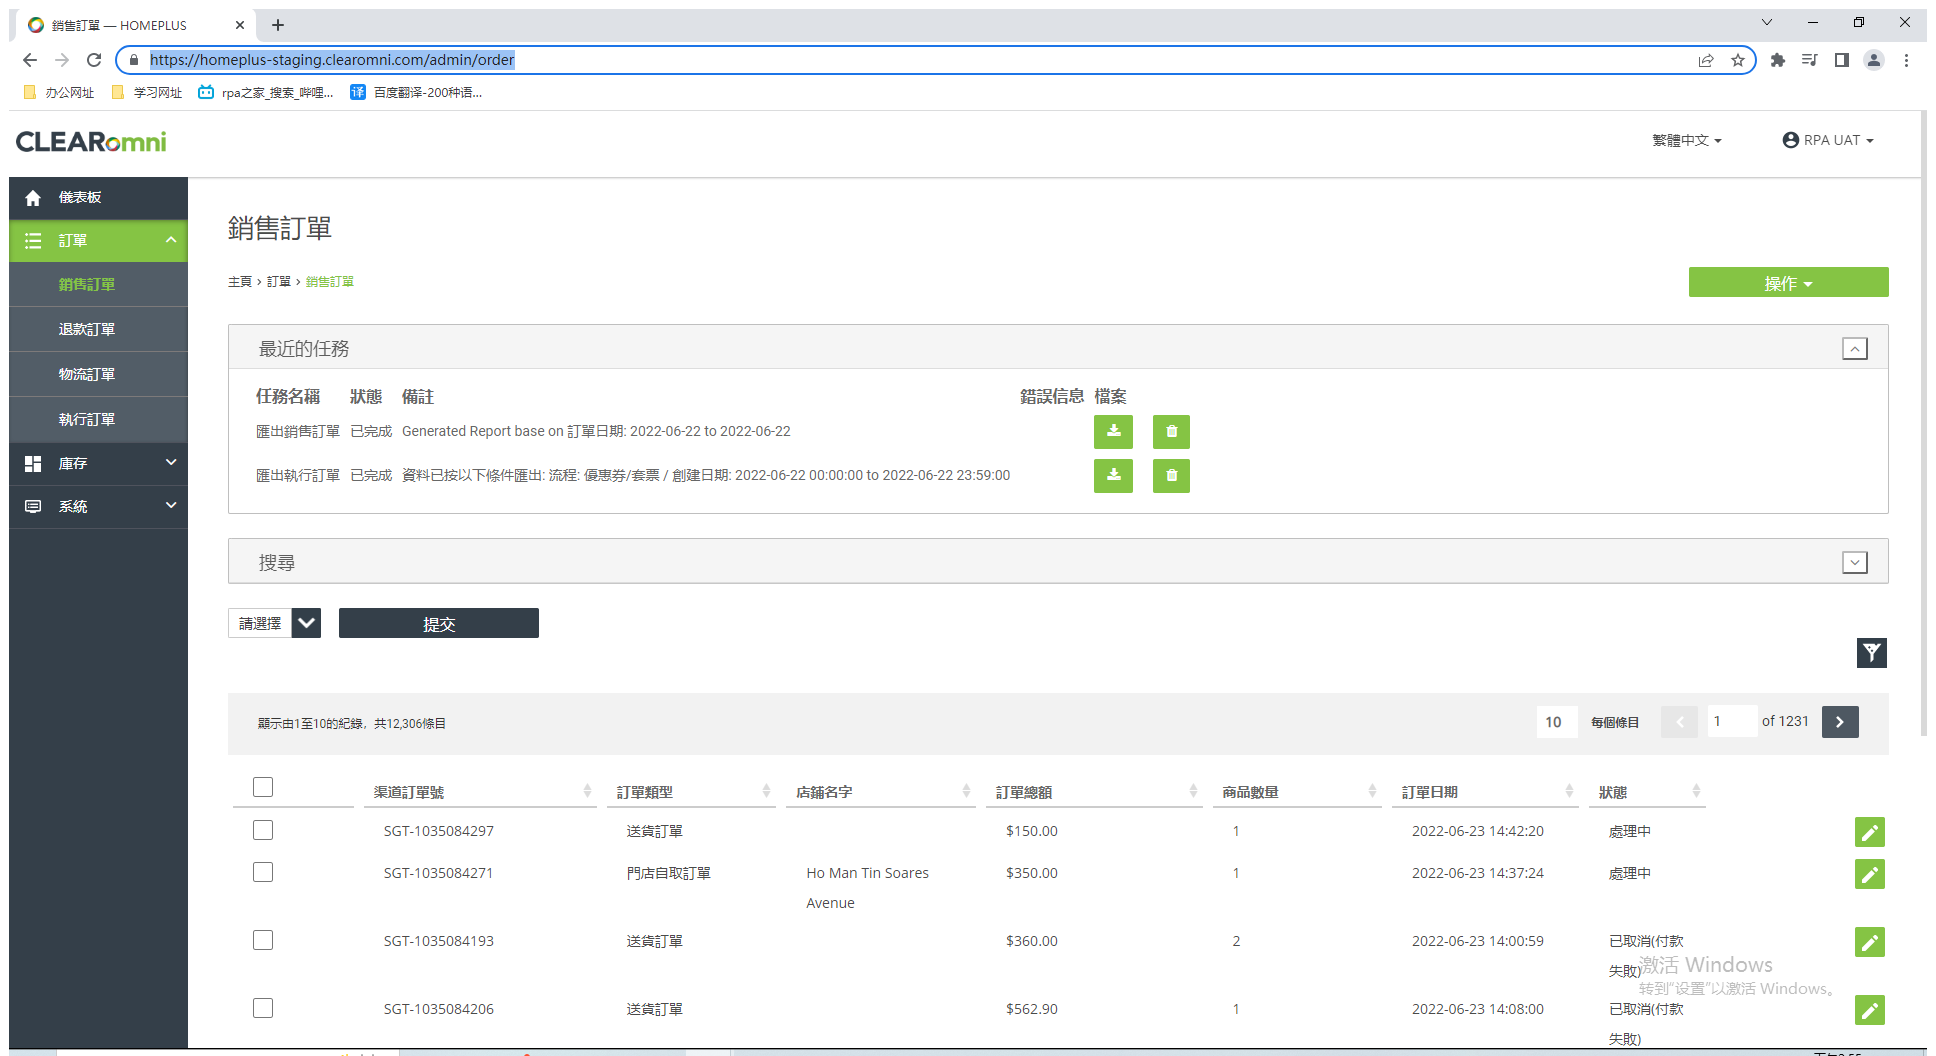 銷售訂單 — HOMEPLUS
https://homeplus-staging.clearomni.com/admin/order
办公网址 学习网址 rpa之家_搜索_哔哩... 译 百度翻译-200种语...
CLEARomni 繁體中文 RPA UAT
儀表板
訂單
銷售訂單
退款訂單
物流訂單
執行訂單
庫存
系統
銷售訂單
主頁 › 訂單 › 銷售訂單
操作
最近的任務
任務名稱 狀態 備註 錯誤信息 檔案
匯出銷售訂單 已完成 Generated Report base on 訂單日期: 2022-06-22 to 2022-06-22
匯出執行訂單 已完成 資料已按以下條件匯出: 流程: 優惠券/套票 / 創建日期: 2022-06-22 00:00:00 to 2022-06-22 23:59:00
搜尋
請選擇 提交
顯示由1至10的紀錄，共12,306條目 10 每個條目 1 of 1231
渠道訂單號 訂單類型 店鋪名字 訂單總額 商品數量 訂單日期 狀態
SGT-1035084297 送貨訂單 $150.00 1 2022-06-23 14:42:20 處理中
SGT-1035084271 門店自取訂單 Ho Man Tin Soares $350.00 1 2022-06-23 14:37:24 處理中
Avenue
SGT-1035084193 送貨訂單 $360.00 2 2022-06-23 14:00:59 已取消(付款
失敗)
激活 Windows
转到“设置”以激活 Windows。
SGT-1035084206 送貨訂單 $562.90 1 2022-06-23 14:08:00 已取消(付款
失敗)